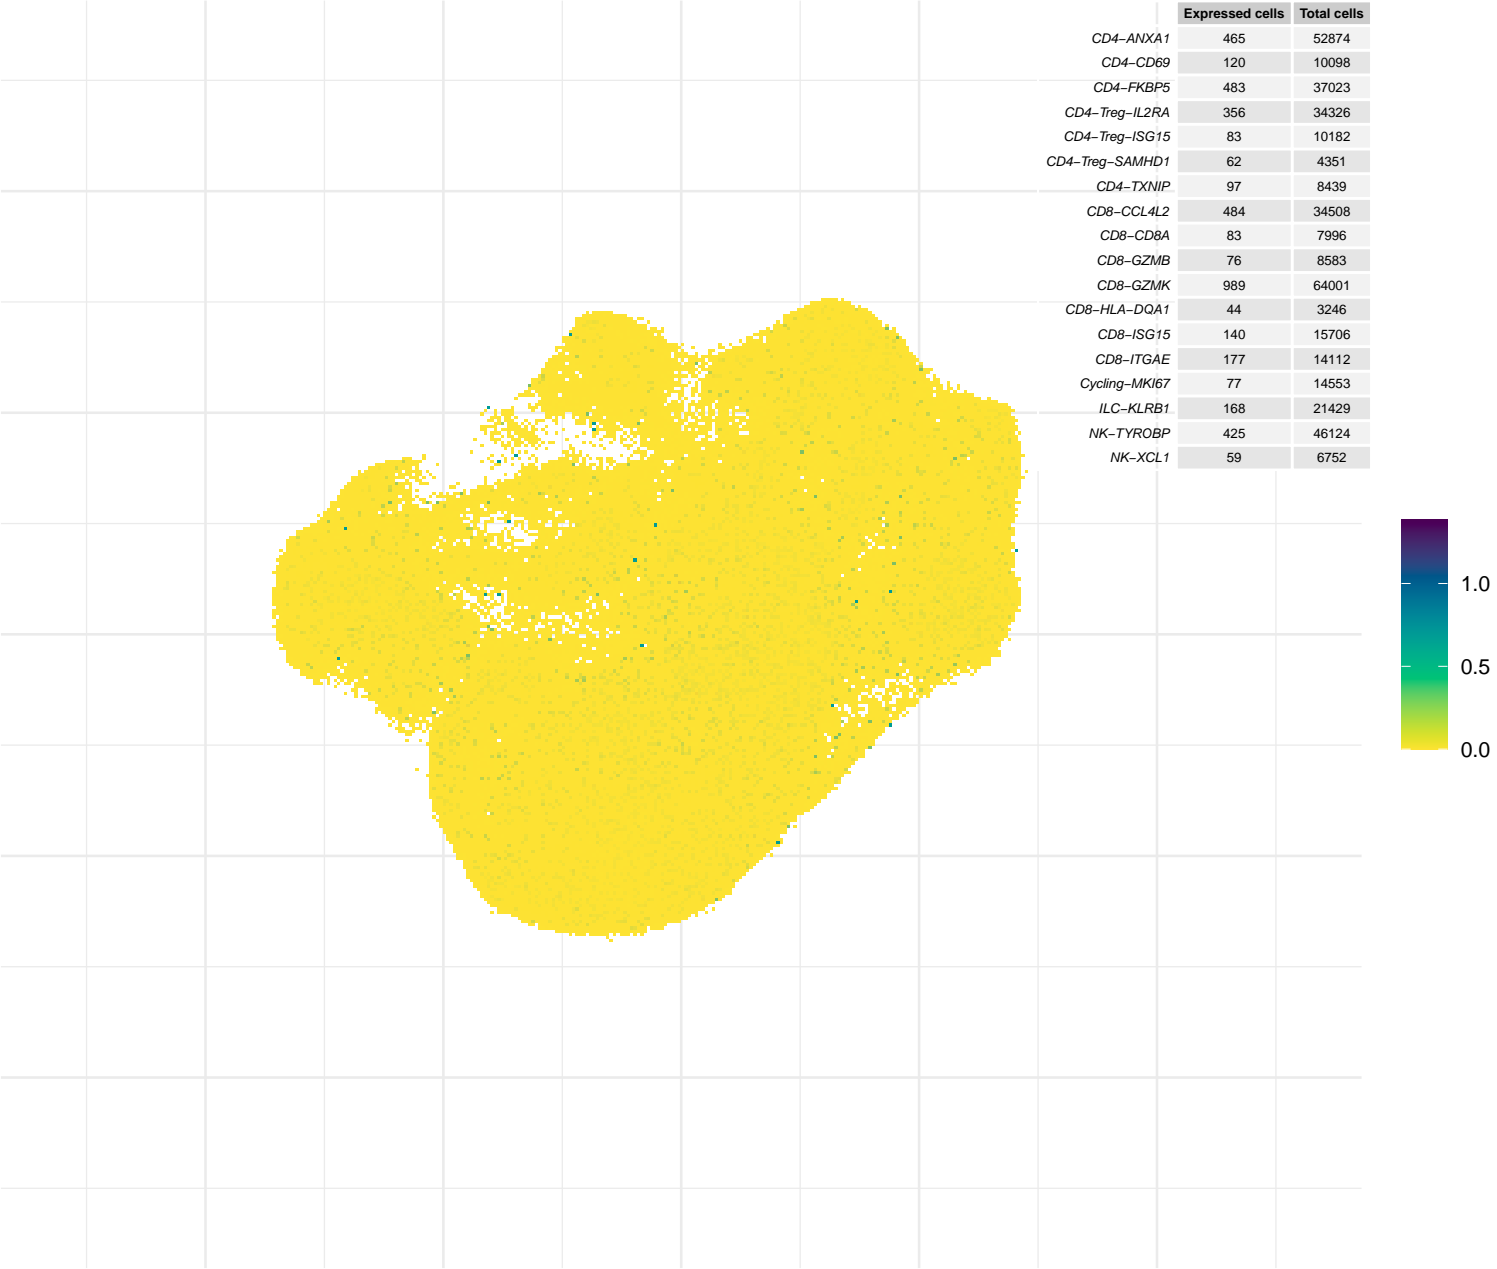 Expressed cells Total cells
CD4−ANXA1 465 52874
CD4−CD69 120 10098
CD4−FKBP5 483 37023
CD4−Treg−IL2RA 356 34326
CD4−Treg−ISG15 83 10182
CD4−Treg−SAMHD1 62 4351
CD4−TXNIP 97 8439
CD8−CCL4L2 484 34508
CD8−CD8A 83 7996
CD8−GZMB 76 8583
CD8−GZMK 989 64001
CD8−HLA−DQA1 44 3246
CD8−ISG15 140 15706
CD8−ITGAE 177 14112
Cycling−MKI67 77 14553
ILC−KLRB1 168 21429
NK−TYROBP 425 46124
NK−XCL1 59 6752
1.0
0.5
0.0